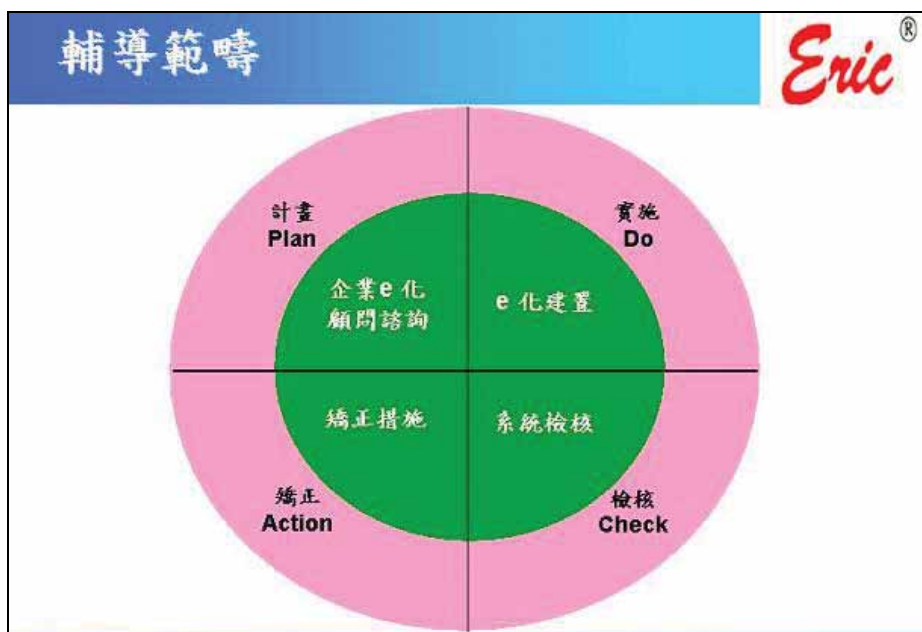 輔導範疇
Eric®
計畫
Plan
實施
Do
企業e化
顧問諮詢
e 化建置
矯正措施
系統檢核
矯正
Action
檢核
Check